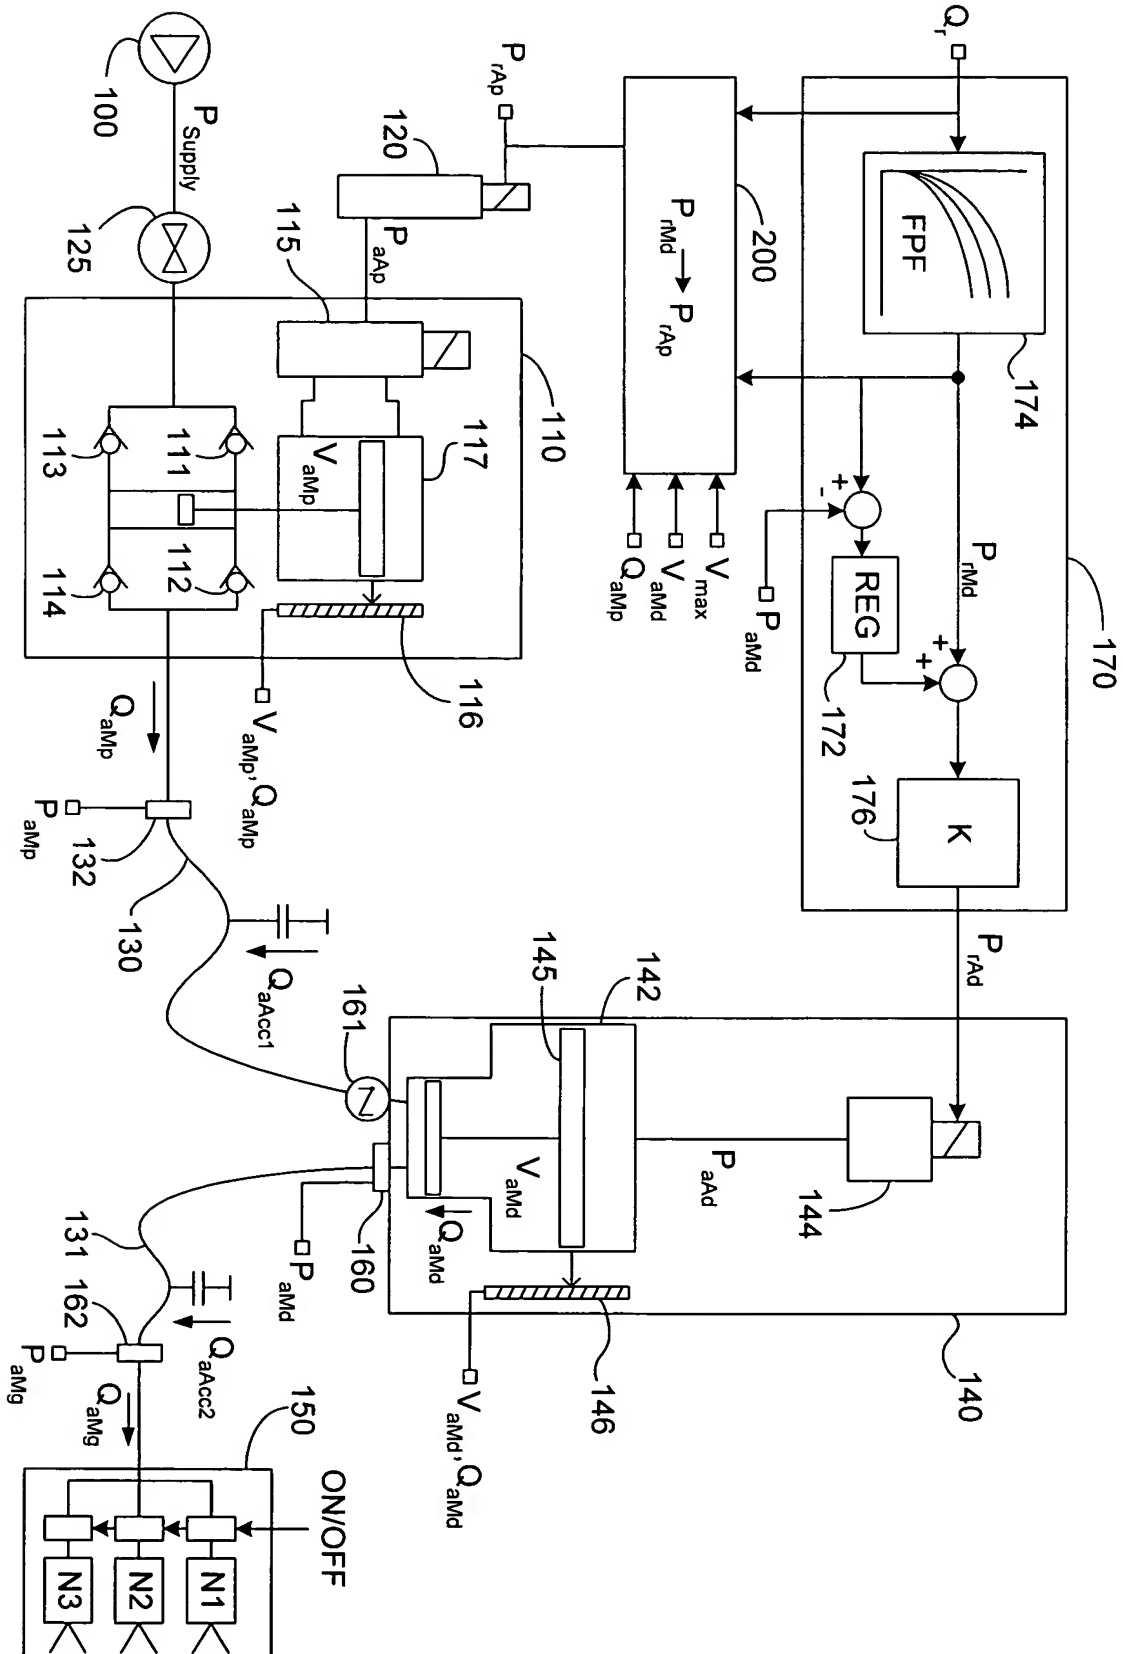 Q_r
170
FPF
174
P_rMd
+
-
+
+
REG
172
P_aMd
K
176
P_rAd
P_rAp
200
P_rMd → P_rAp
V_max
V_aMd
Q_aMp
120
P_aAp
115
110
117
V_aMp
116
V_aMp, Q_aMp
100
P_Supply
125
111
113
112
114
Q_aMp
P_aMp
132
130
Q_aAcc1
161
140
142
145
144
P_aAd
V_aMd
Q_aMd
146
V_aMd, Q_aMd
160
P_aMd
131
162
Q_aAcc2
P_aMg
Q_aMg
150
ON/OFF
N1
N2
N3